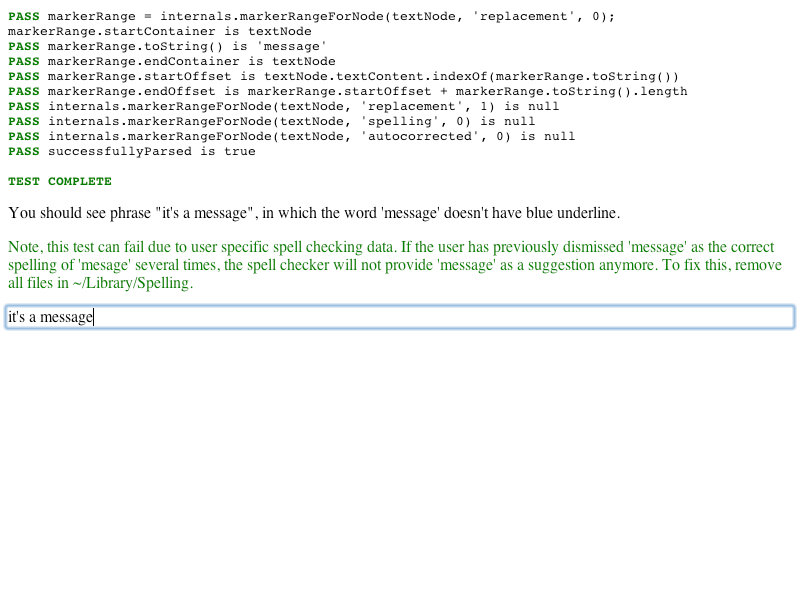 PASS markerRange = internals.markerRangeForNode(textNode, 'replacement', 0);
markerRange.startContainer is textNode
PASS markerRange.toString() is 'message'
PASS markerRange.endContainer is textNode
PASS markerRange.startOffset is textNode.textContent.indexOf(markerRange.toString())
PASS markerRange.endOffset is markerRange.startOffset + markerRange.toString().length
PASS internals.markerRangeForNode(textNode, 'replacement', 1) is null
PASS internals.markerRangeForNode(textNode, 'spelling', 0) is null
PASS internals.markerRangeForNode(textNode, 'autocorrected', 0) is null
PASS successfullyParsed is true
TEST COMPLETE
You should see phrase "it's a message", in which the word 'message' doesn't have blue underline.
Note, this test can fail due to user specific spell checking data. If the user has previously dismissed 'message' as the correct
spelling of 'mesage' several times, the spell checker will not provide 'message' as a suggestion anymore. To fix this, remove
all files in ~/Library/Spelling.
it's a message